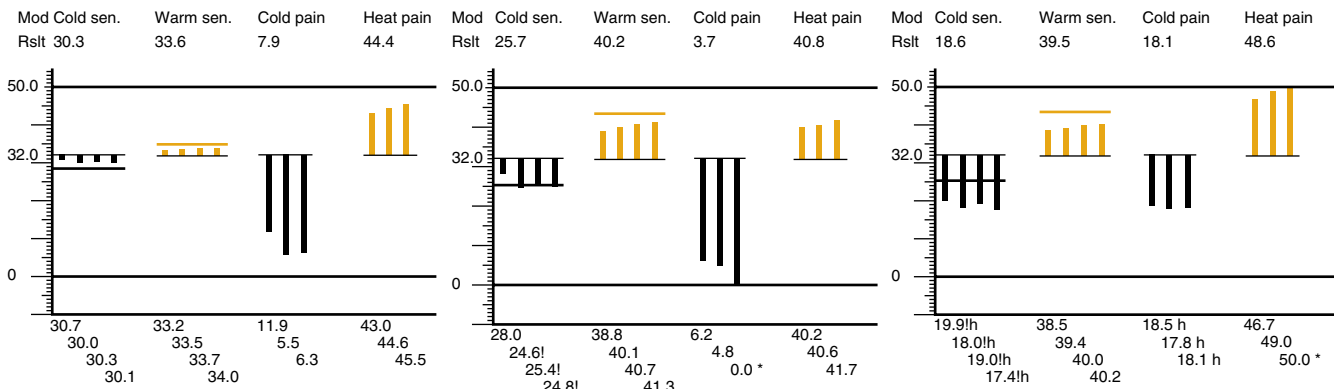 Mod Cold sen. Warm sen. Cold pain Heat pain
Rslt 30.3 33.6 7.9 44.4
50.0
32.0
0
30.7 33.2 11.9 43.0
30.0 33.5 5.5 44.6
30.3 33.7 6.3 45.5
30.1 34.0
Mod Cold sen. Warm sen. Cold pain Heat pain
Rslt 25.7 40.2 3.7 40.8
50.0
32.0
0
28.0 38.8 6.2 40.2
24.6! 40.1 4.8 40.6
25.4! 40.7 0.0 * 41.7
24.8! 41.3
Mod Cold sen. Warm sen. Cold pain Heat pain
Rslt 18.6 39.5 18.1 48.6
50.0
32.0
0
19.9!h 38.5 18.5 h 46.7
18.0!h 39.4 17.8 h 49.0
19.0!h 40.0 18.1 h 50.0 *
17.4!h 40.2